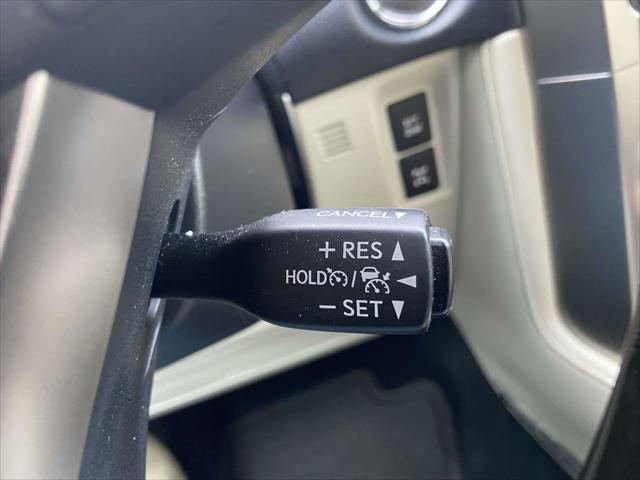 CANCEL▼
+ RES ▲
HOLD / ◀
− SET ▼